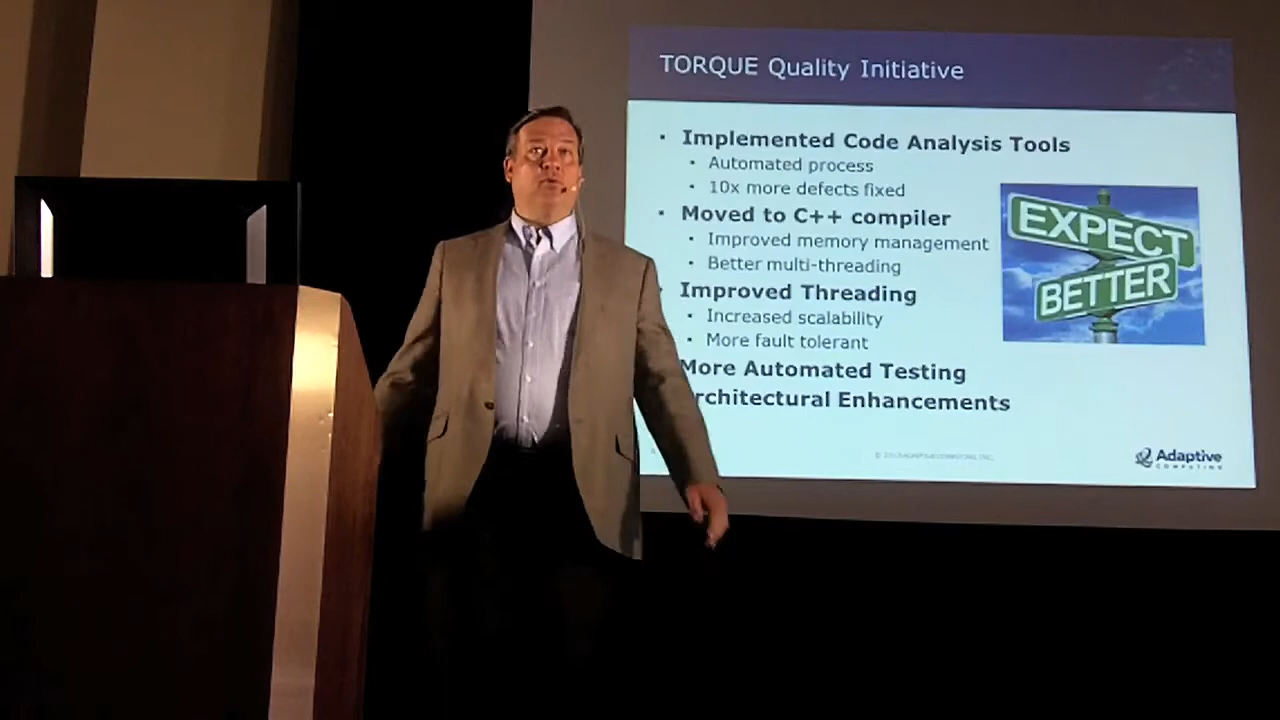 TORQUE Quality Initiative
Implemented Code Analysis Tools
Automated process
10x more defects fixed
Moved to C++ compiler
Improved memory management
Better multi-threading
Improved Threading
Increased scalability
More fault tolerant
More Automated Testing
rchitectural Enhancements
EXPECT
BETTER
Adaptive
COMPUTING